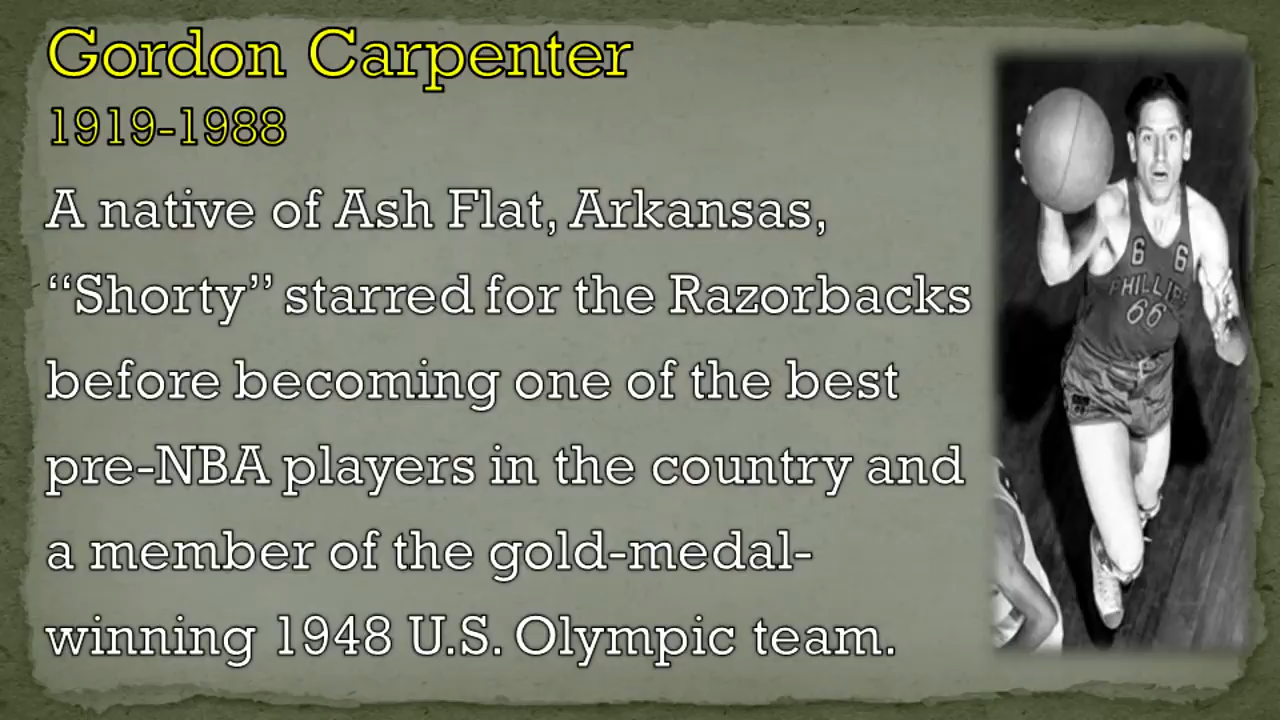 Gordon Carpenter
1919-1988
A native of Ash Flat, Arkansas,
“Shorty” starred for the Razorbacks
before becoming one of the best
pre-NBA players in the country and
a member of the gold-medal-
winning 1948 U.S. Olympic team.
6 6
PHILLIPS
66